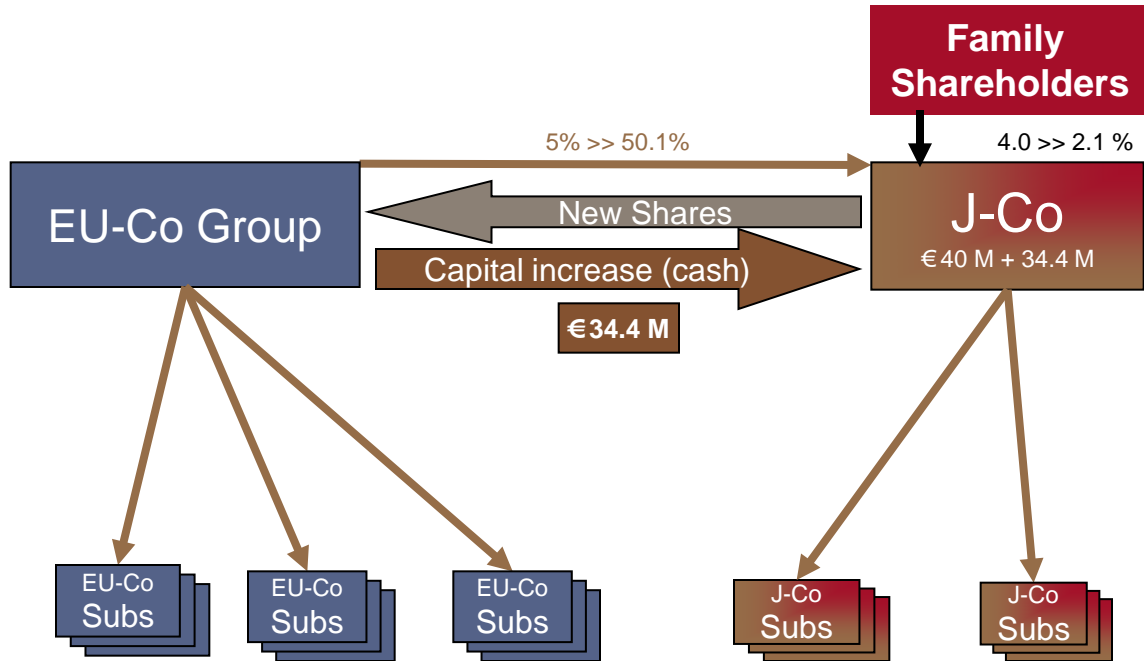 Family
Shareholders
5% >> 50.1%
4.0 >> 2.1 %
EU-Co Group
New Shares
J-Co
€ 40 M + 34.4 M
Capital increase (cash)
€ 34.4 M
EU-Co
Subs
EU-Co
Subs
EU-Co
Subs
J-Co
Subs
J-Co
Subs